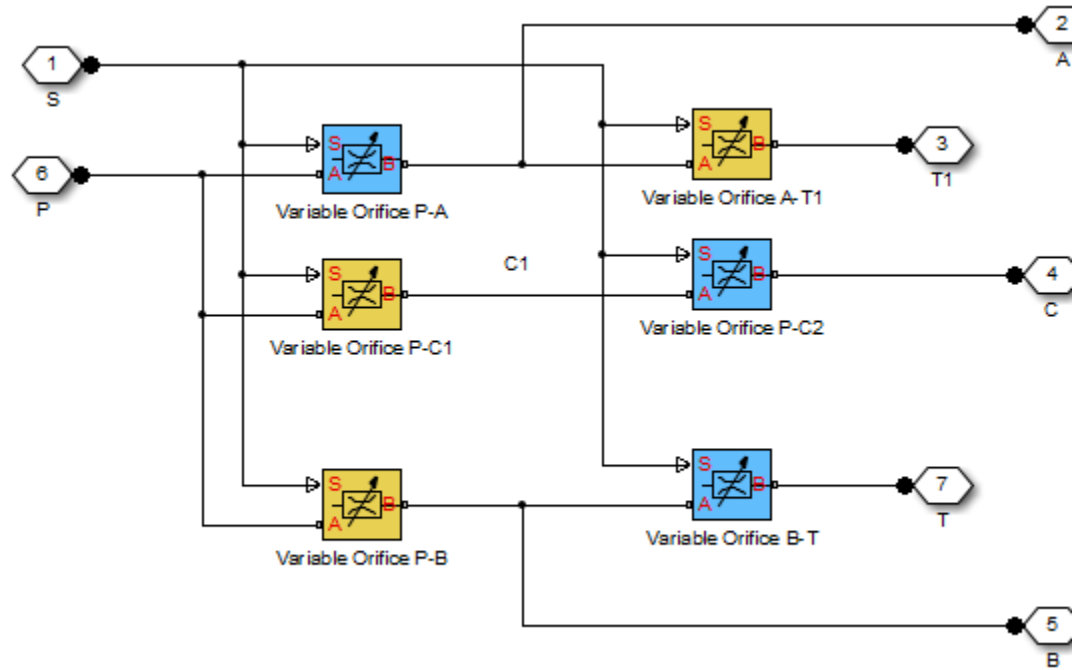 2
A
1
S
S
A
B
Variable Orifice P-A
S
A
B
Variable Orifice A-T1
3
T1
6
P
S
A
B
Variable Orifice P-C1
C1
S
A
B
Variable Orifice P-C2
4
C
S
A
B
Variable Orifice P-B
S
A
B
Variable Orifice B-T
7
T
5
B